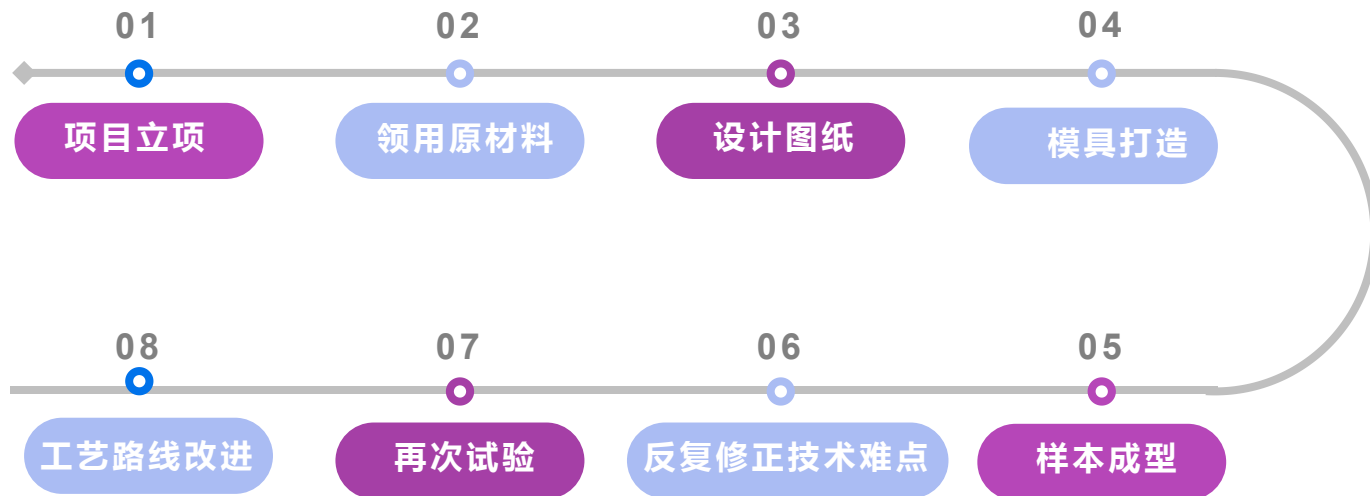 01
项目立项
02
领用原材料
03
设计图纸
04
模具打造
05
样本成型
06
反复修正技术难点
07
再次试验
08
工艺路线改进